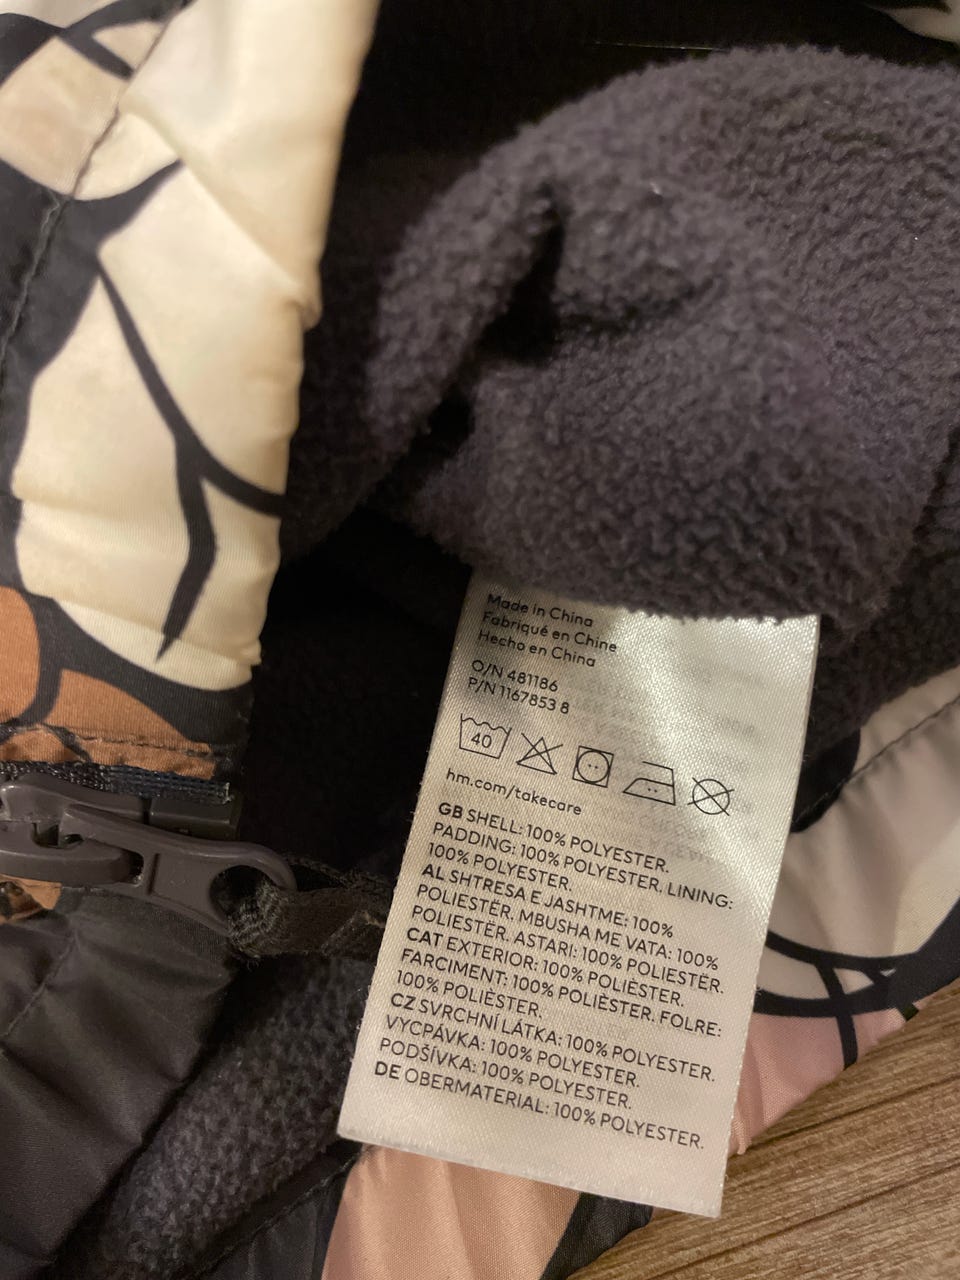 Made in China
Fabriqué en Chine
Hecho en China
O/N 481186
P/N 1167853 8
40
hm.com/takecare
GB SHELL: 100% POLYESTER.
PADDING: 100% POLYESTER. LINING:
100% POLYESTER.
AL SHTRESA E JASHTME: 100%
POLIESTËR. MBUSHA ME VATA: 100%
POLIESTËR. ASTARI: 100% POLIESTËR.
CAT EXTERIOR: 100% POLIÈSTER.
FARCIMENT: 100% POLIÈSTER. FOLRE:
100% POLIÈSTER.
CZ SVRCHNÍ LÁTKA: 100% POLYESTER.
VYCPÁVKA: 100% POLYESTER.
PODŠÍVKA: 100% POLYESTER.
DE OBERMATERIAL: 100% POLYESTER.